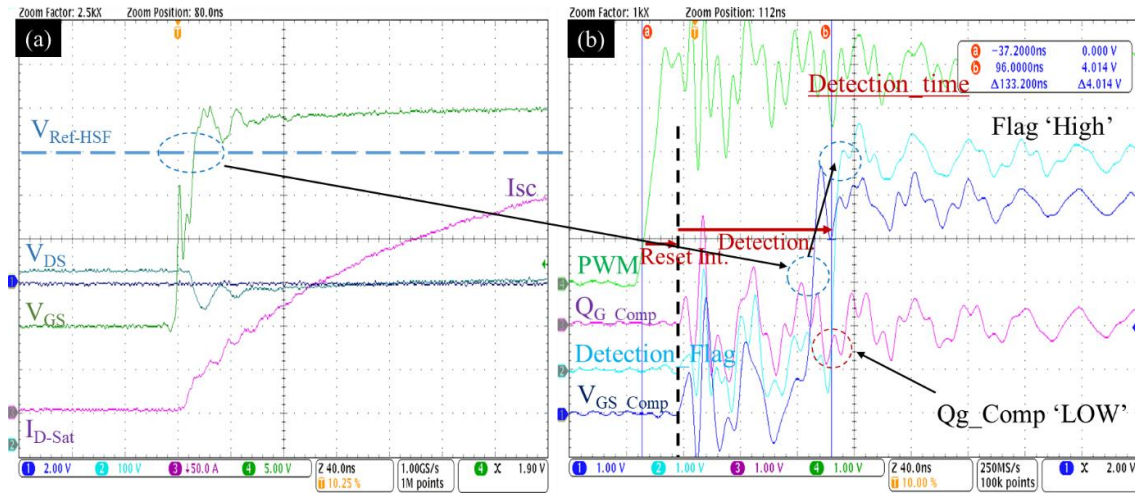 Zoom Factor: 2.5kX Zoom Position: 80.0ns
(a)
V_Ref-HSF
Isc
V_DS
V_GS
I_D-Sat
1 2.00 V 2 100 V 3 ↓50.0 A 4 5.00 V
Z 40.0ns
T 10.25 %
1.00GS/s
1M points
4 X 1.90 V
Zoom Factor: 1kX Zoom Position: 112ns
(b)
a
T
b
a -37.2000ns 0.000 V
b 96.0000ns 4.014 V
Δ133.200ns Δ4.014 V
Detection_time
Flag ‘High’
Detection
Reset Int.
PWM
Q_G_Comp
Detection_Flag
V_GS_Comp
Qg_Comp ‘LOW’
1 1.00 V 2 1.00 V 3 1.00 V 4 1.00 V
Z 40.0ns
T 10.00 %
250MS/s
100k points
1 X 2.00 V